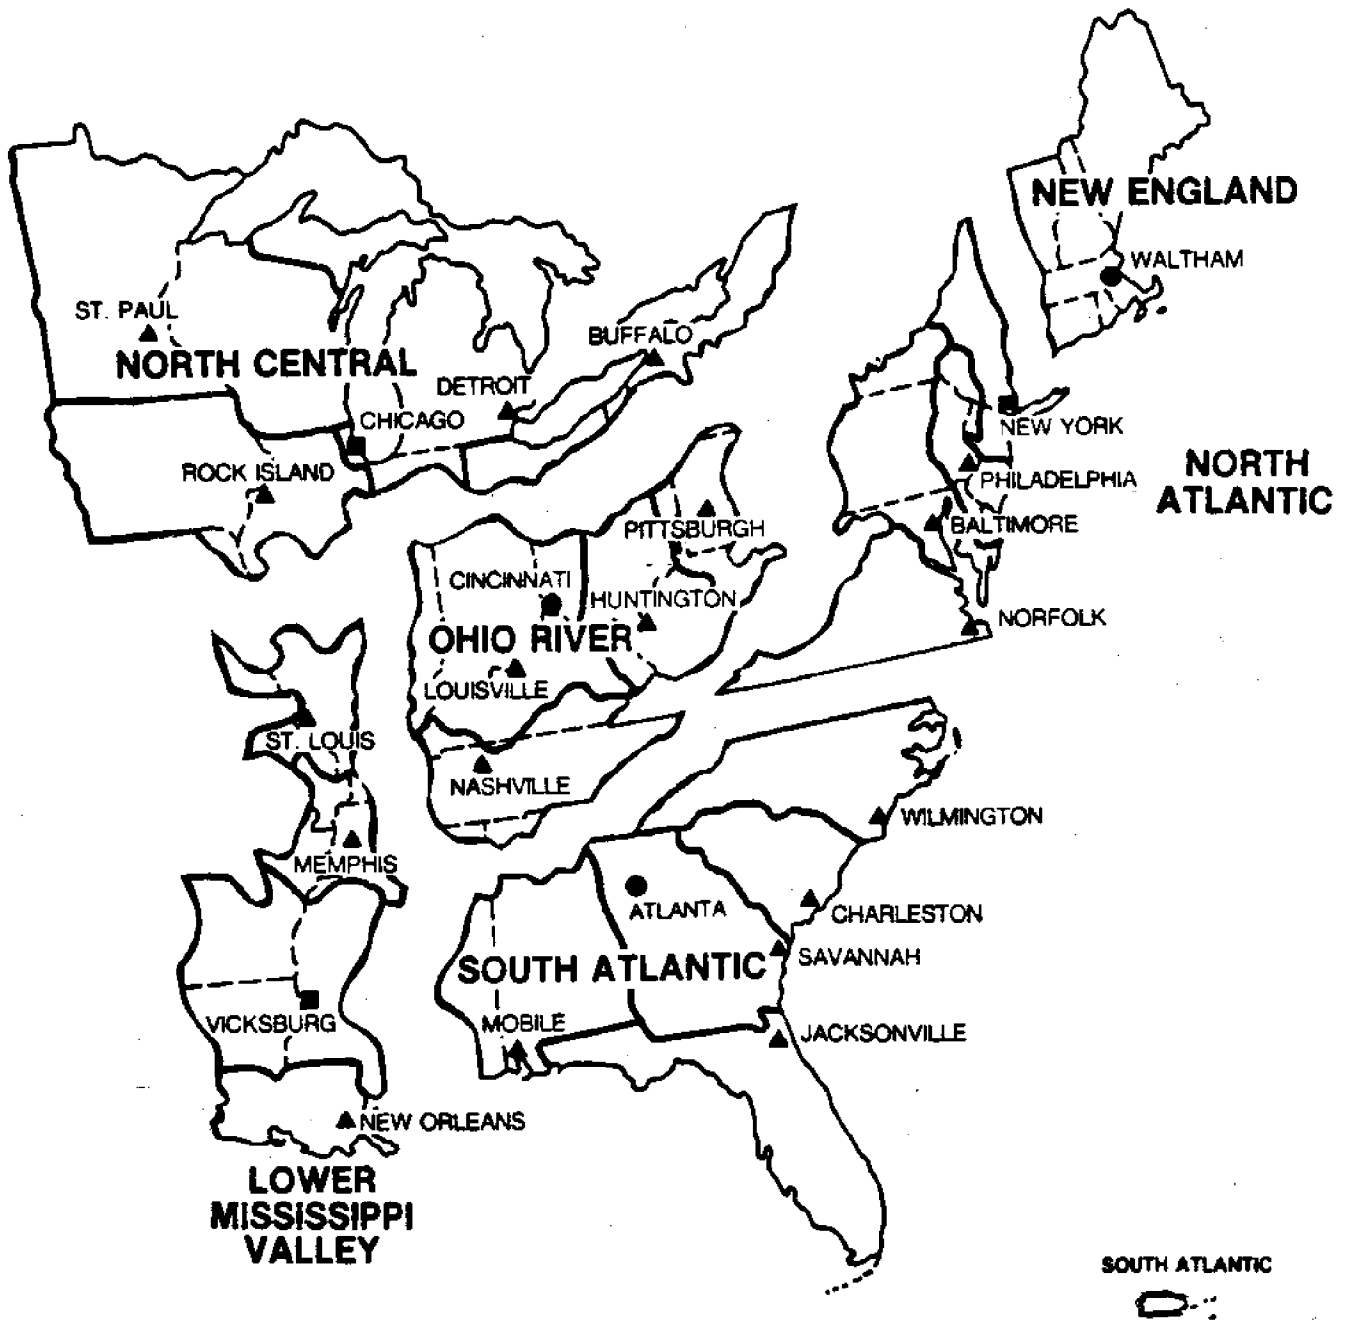 NEW ENGLAND
WALTHAM
ST. PAUL
NORTH CENTRAL
BUFFALO
DETROIT
CHICAGO
ROCK ISLAND
NEW YORK
NORTH
ATLANTIC
PHILADELPHIA
BALTIMORE
NORFOLK
PITTSBURGH
CINCINNATI
HUNTINGTON
OHIO RIVER
LOUISVILLE
NASHVILLE
ST. LOUIS
MEMPHIS
VICKSBURG
NEW ORLEANS
LOWER
MISSISSIPPI
VALLEY
WILMINGTON
ATLANTA
CHARLESTON
SOUTH ATLANTIC
SAVANNAH
MOBILE
JACKSONVILLE
SOUTH ATLANTIC